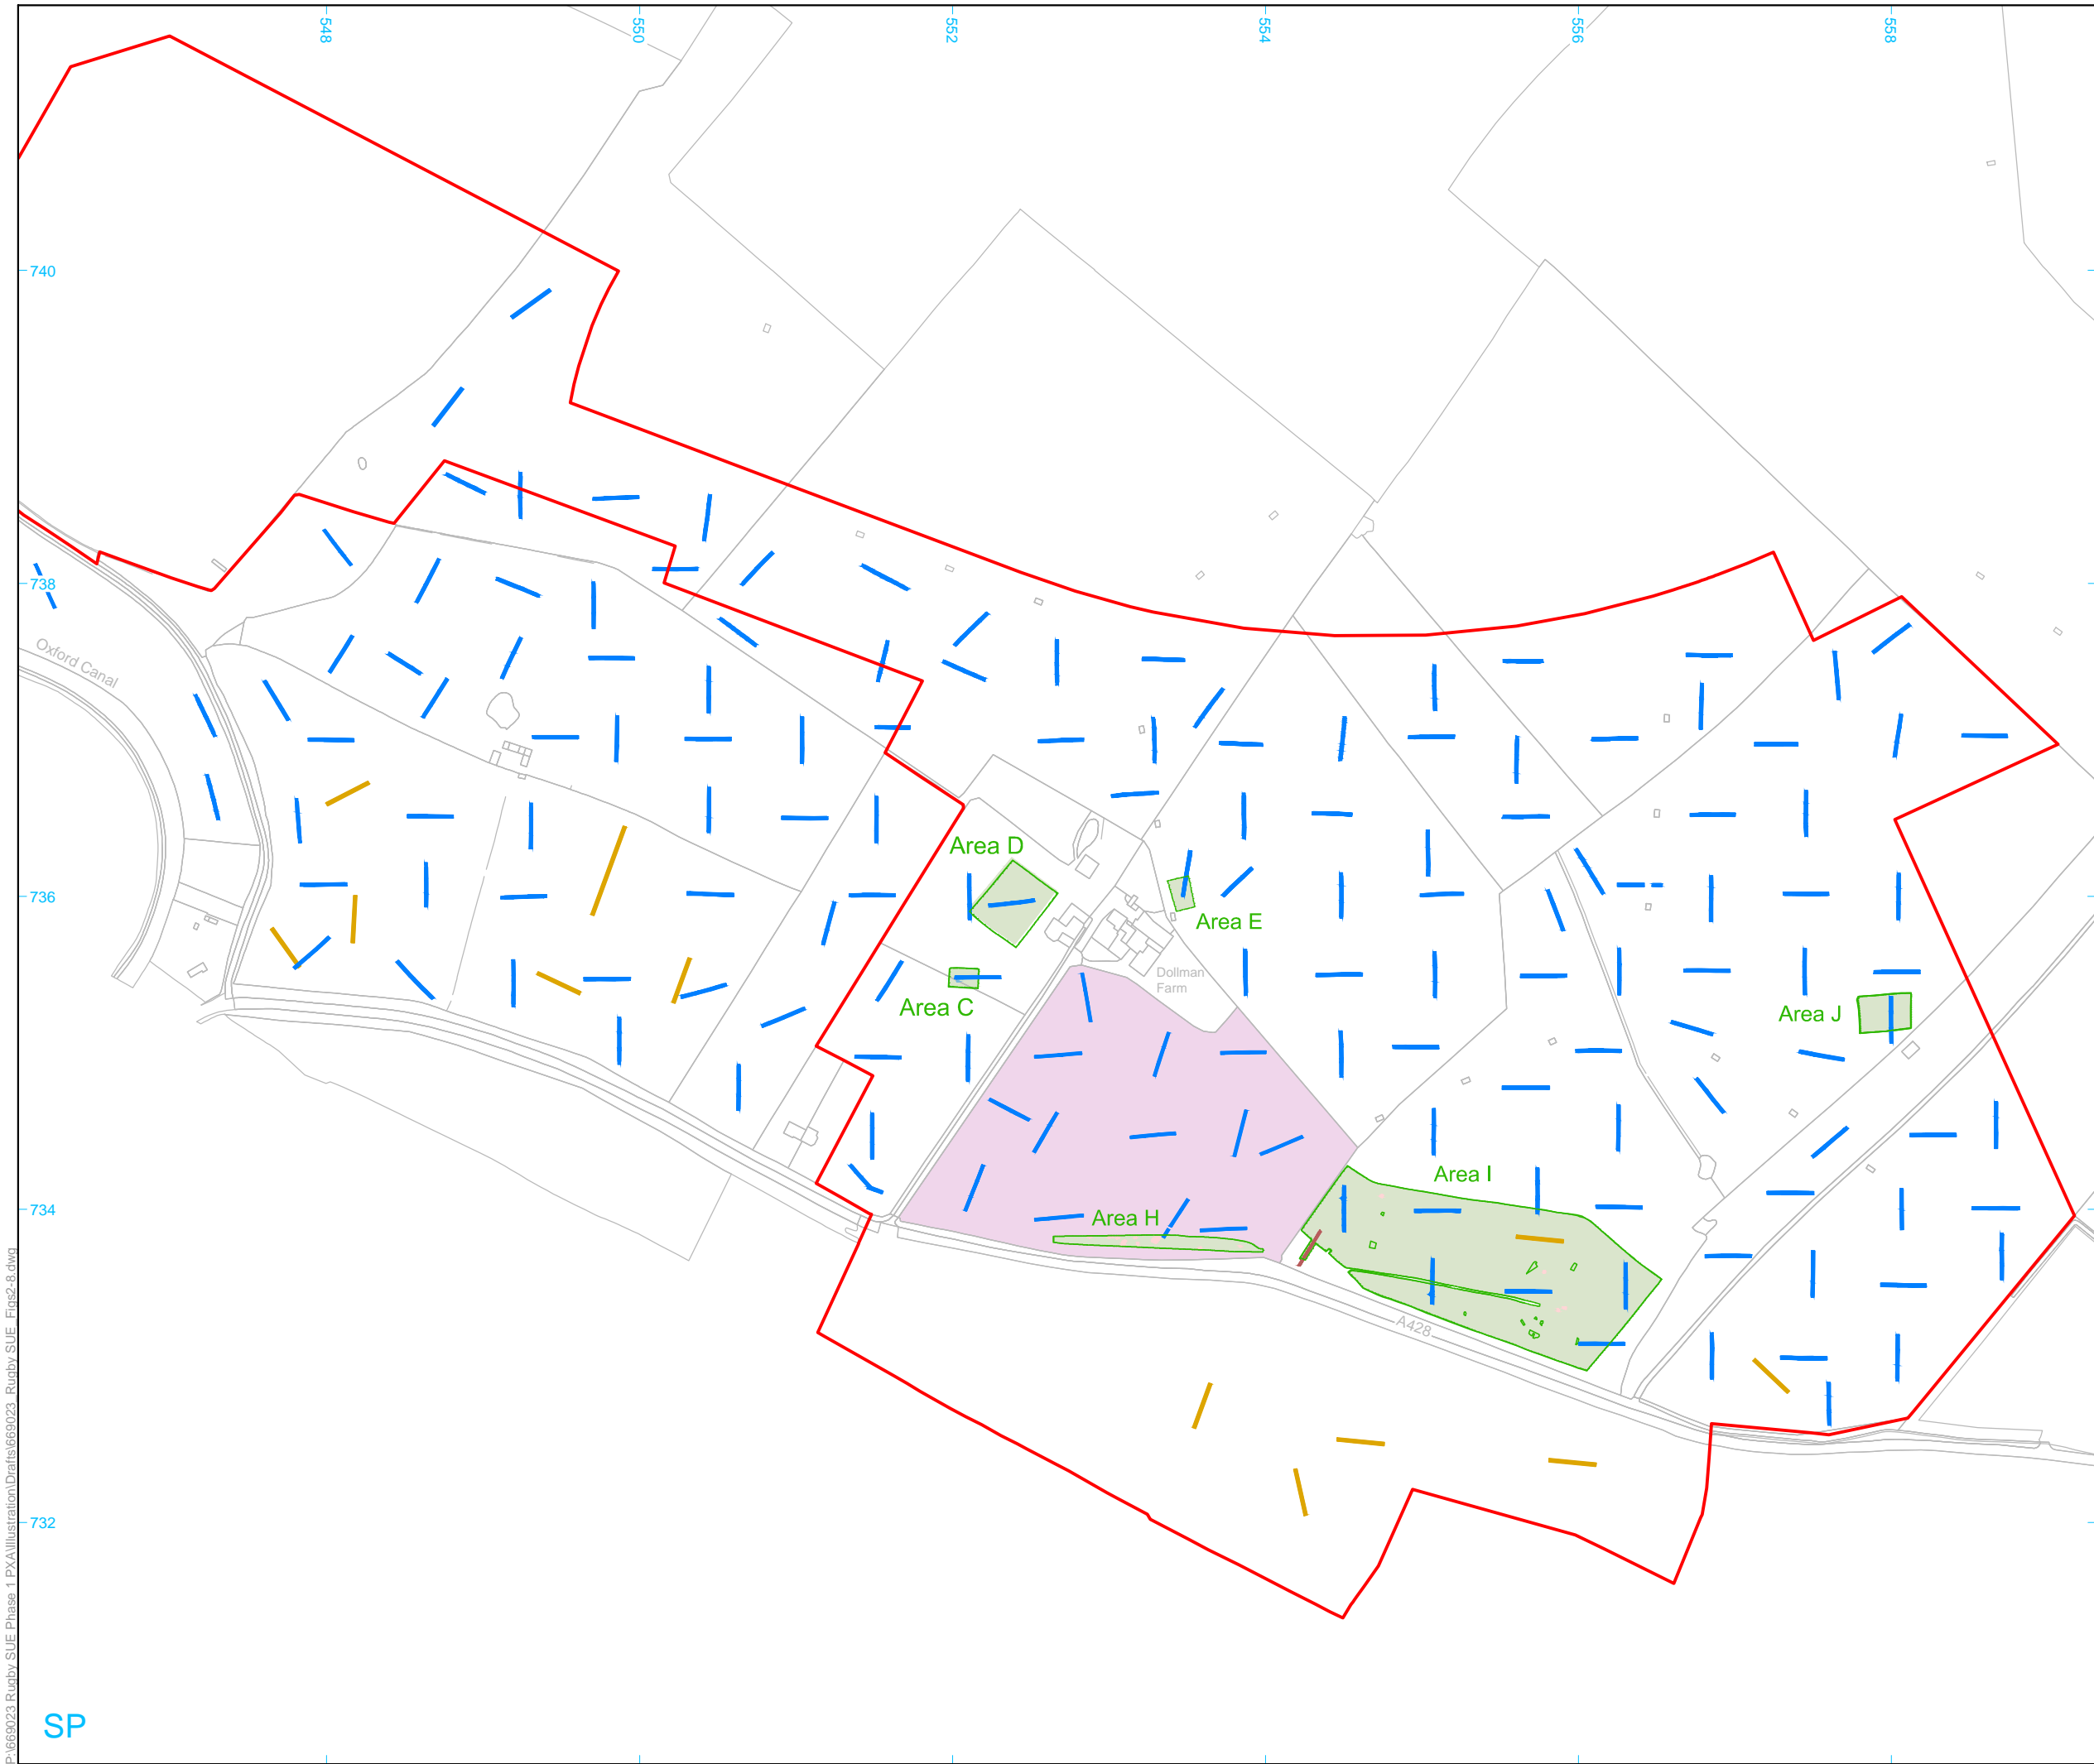 548
550
552
554
556
558
740
738
Oxford Canal
Area D
736
Area E
Dollman
Farm
Area C
Area J
Area I
734
Area H
A428
732
SP
P:\669023 Rugby SUE Phase 1 PXA\Illustration\Drafts\669023_Rugby SUE_Figs2-8.dwg